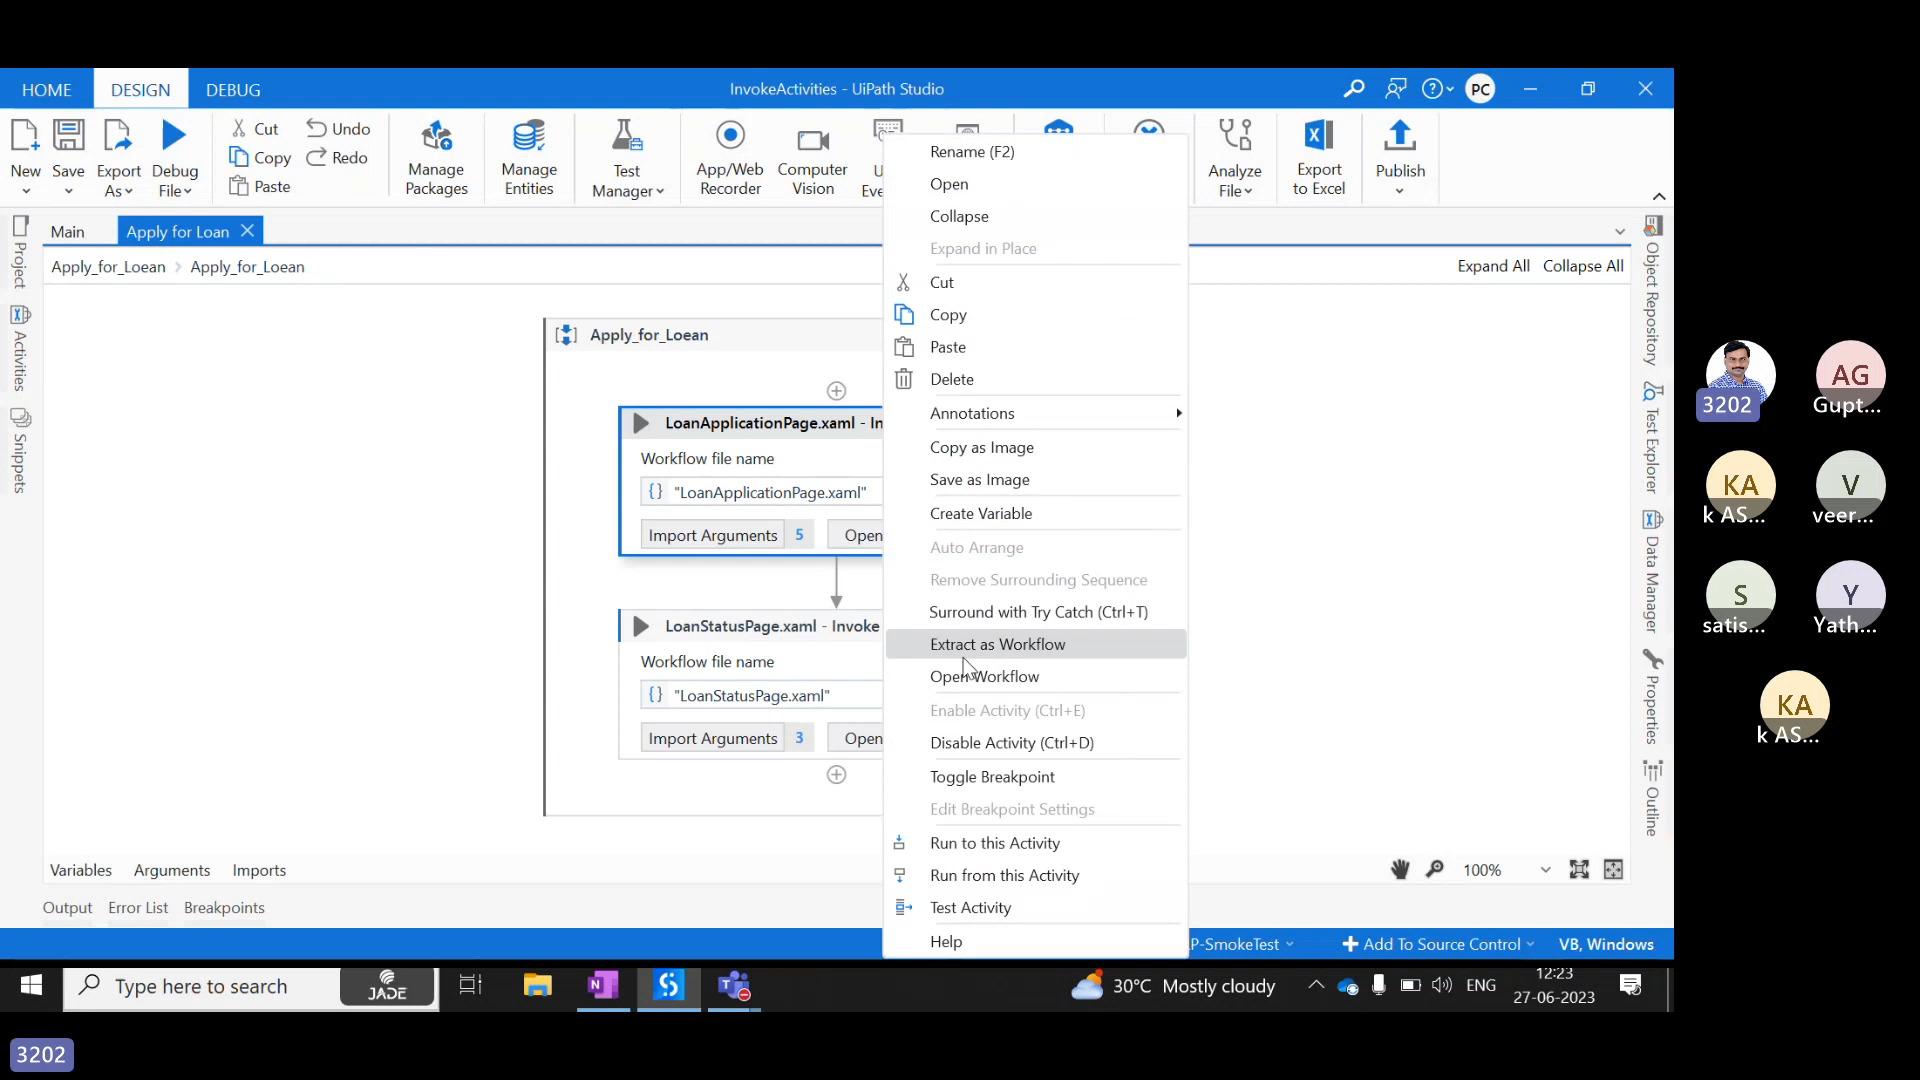 HOME
DESIGN
DEBUG
InvokeActivities - UiPath Studio
PC
New
Save
Export As
Debug File
Cut
Copy
Paste
Undo
Redo
Manage Packages
Manage Entities
Test Manager
App/Web Recorder
Computer Vision
Analyze File
Export to Excel
Publish
Main
Apply for Loan
Apply_for_Loean > Apply_for_Loean
Expand All
Collapse All
Project
Activities
Snippets
Apply_for_Loean
LoanApplicationPage.xaml - In
Workflow file name
"LoanApplicationPage.xaml"
Import Arguments 5
Open
LoanStatusPage.xaml - Invoke
Workflow file name
"LoanStatusPage.xaml"
Import Arguments 3
Open
Rename (F2)
Open
Collapse
Expand in Place
Cut
Copy
Paste
Delete
Annotations
Copy as Image
Save as Image
Create Variable
Auto Arrange
Remove Surrounding Sequence
Surround with Try Catch (Ctrl+T)
Extract as Workflow
Open Workflow
Enable Activity (Ctrl+E)
Disable Activity (Ctrl+D)
Toggle Breakpoint
Edit Breakpoint Settings
Run to this Activity
Run from this Activity
Test Activity
Help
Object Repository
Test Explorer
Data Manager
Properties
Outline
Variables
Arguments
Imports
100%
Output
Error List
Breakpoints
P-SmokeTest
Add To Source Control
VB, Windows
Type here to search
JADE
30°C Mostly cloudy
ENG
12:23
27-06-2023
3202
AG
Gupt...
KA
k AS...
V
veer...
S
satis...
Y
Yath...
KA
k AS...
3202